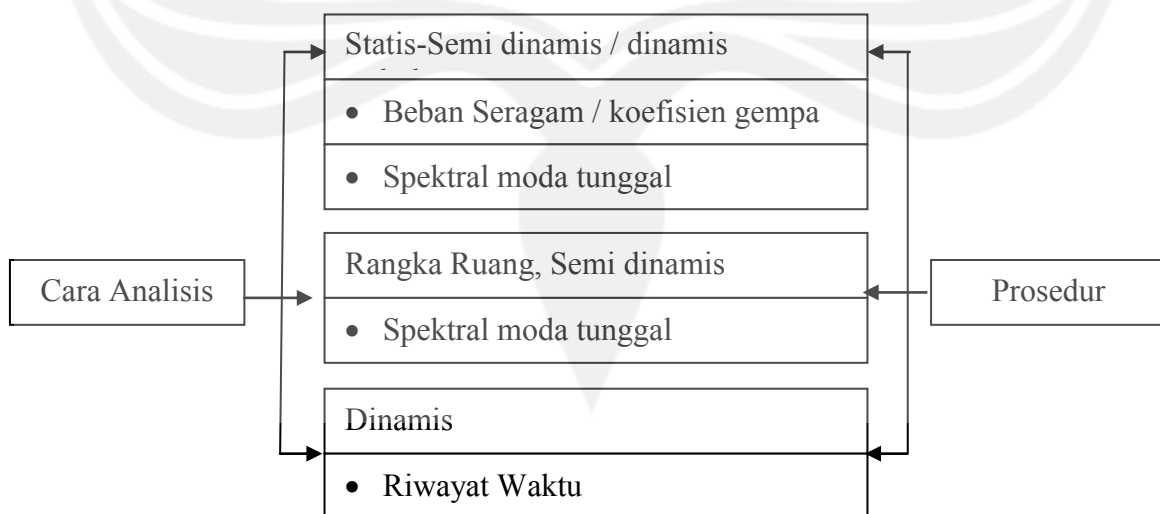 Statis-Semi dinamis / dinamis
• Beban Seragam / koefisien gempa
• Spektral moda tunggal
Rangka Ruang, Semi dinamis
Cara Analisis
Prosedur
• Spektral moda tunggal
Dinamis
• Riwayat Waktu